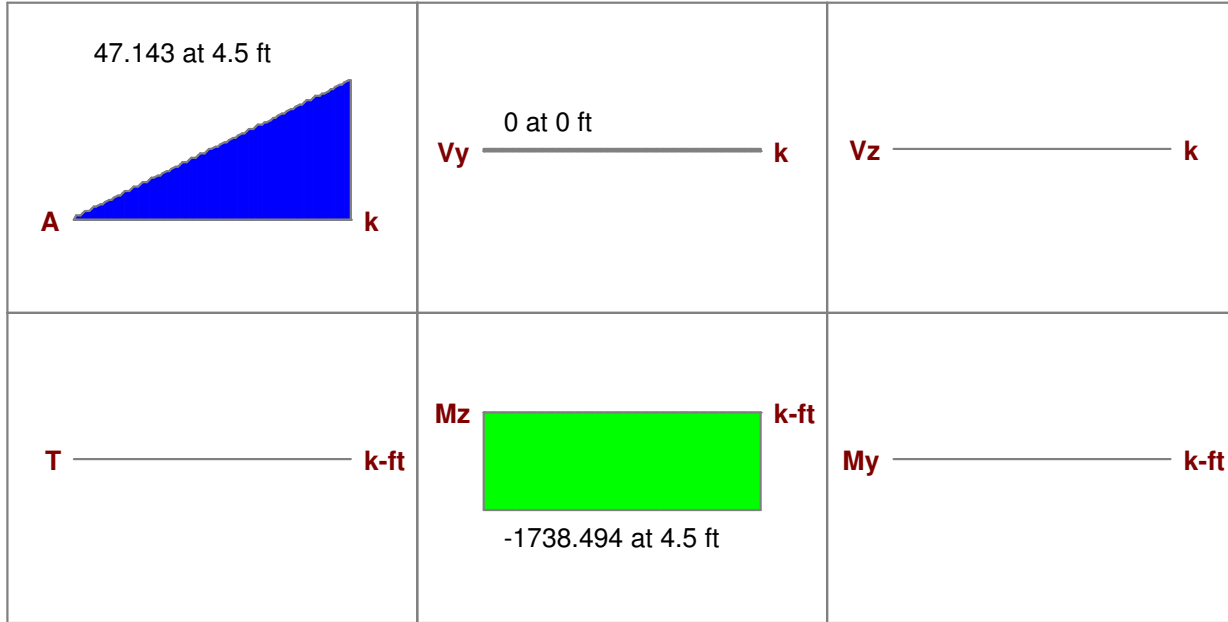 47.143 at 4.5 ft
A k
0 at 0 ft
Vy k
Vz k
T k-ft
Mz k-ft
-1738.494 at 4.5 ft
My k-ft